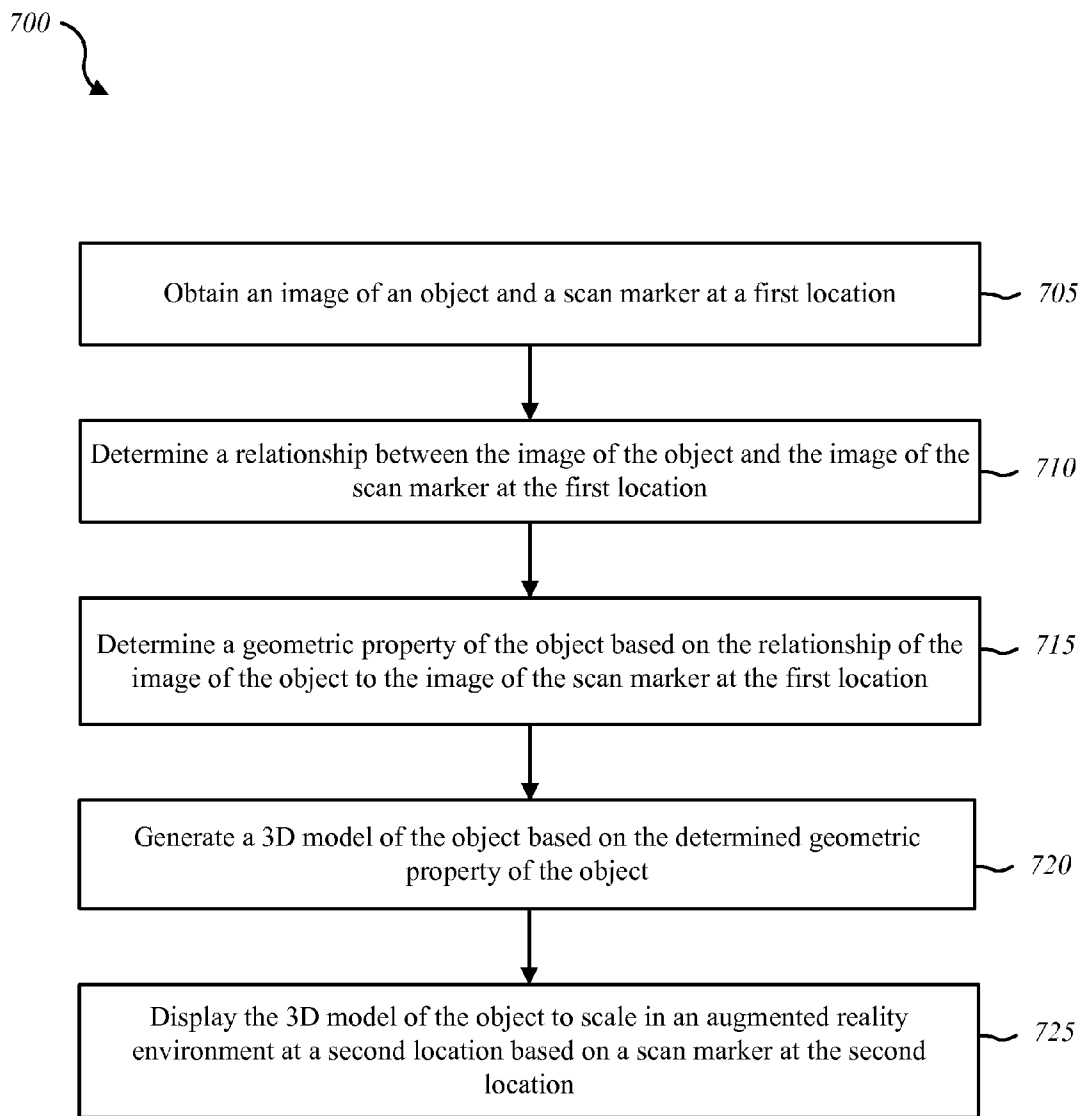 700
Obtain an image of an object and a scan marker at a first location
705
Determine a relationship between the image of the object and the image of the
scan marker at the first location
710
Determine a geometric property of the object based on the relationship of the
image of the object to the image of the scan marker at the first location
715
Generate a 3D model of the object based on the determined geometric
property of the object
720
Display the 3D model of the object to scale in an augmented reality
environment at a second location based on a scan marker at the second
location
725